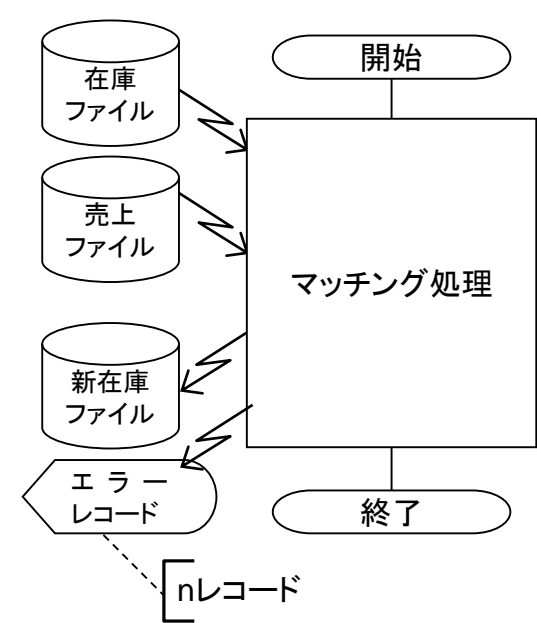 在庫
ファイル
開始
売上
ファイル
マッチング処理
新在庫
ファイル
エラー
レコード
終了
nレコード